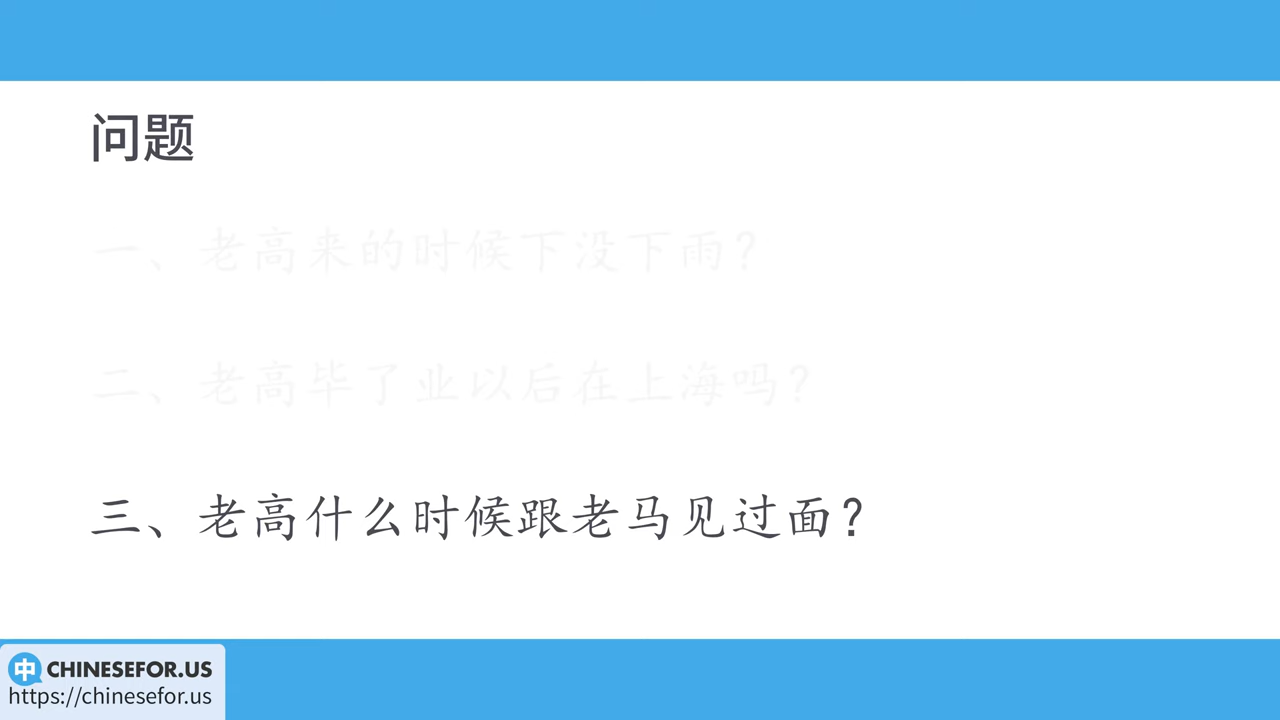 问题
一、老高来的时候下没下雨？
二、老高毕了业以后在上海吗？
三、老高什么时候跟老马见过面？
中 CHINESEFOR.US
https://chinesefor.us